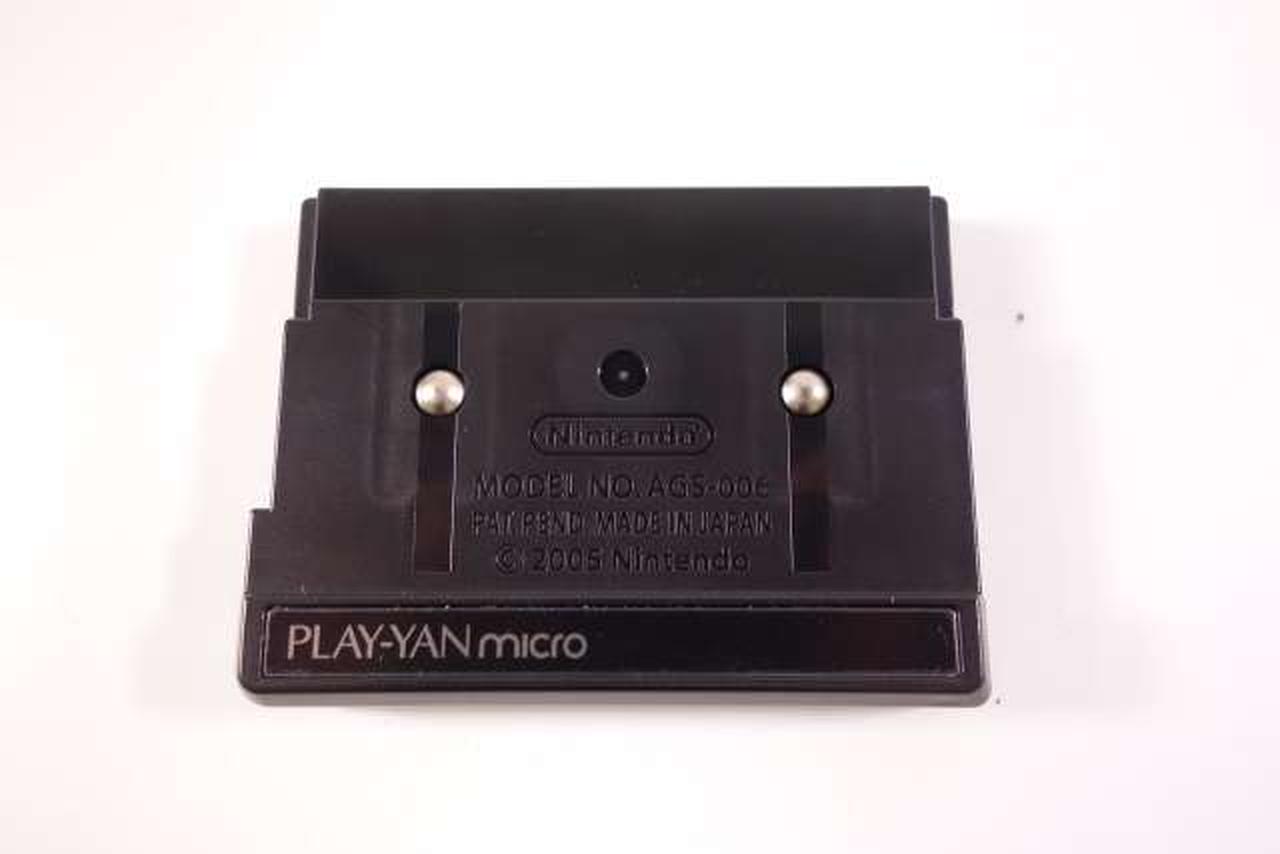 Nintendo
MODEL NO. AGS-006
PAT. PEND. MADE IN JAPAN
© 2005 Nintendo
PLAY-YAN micro